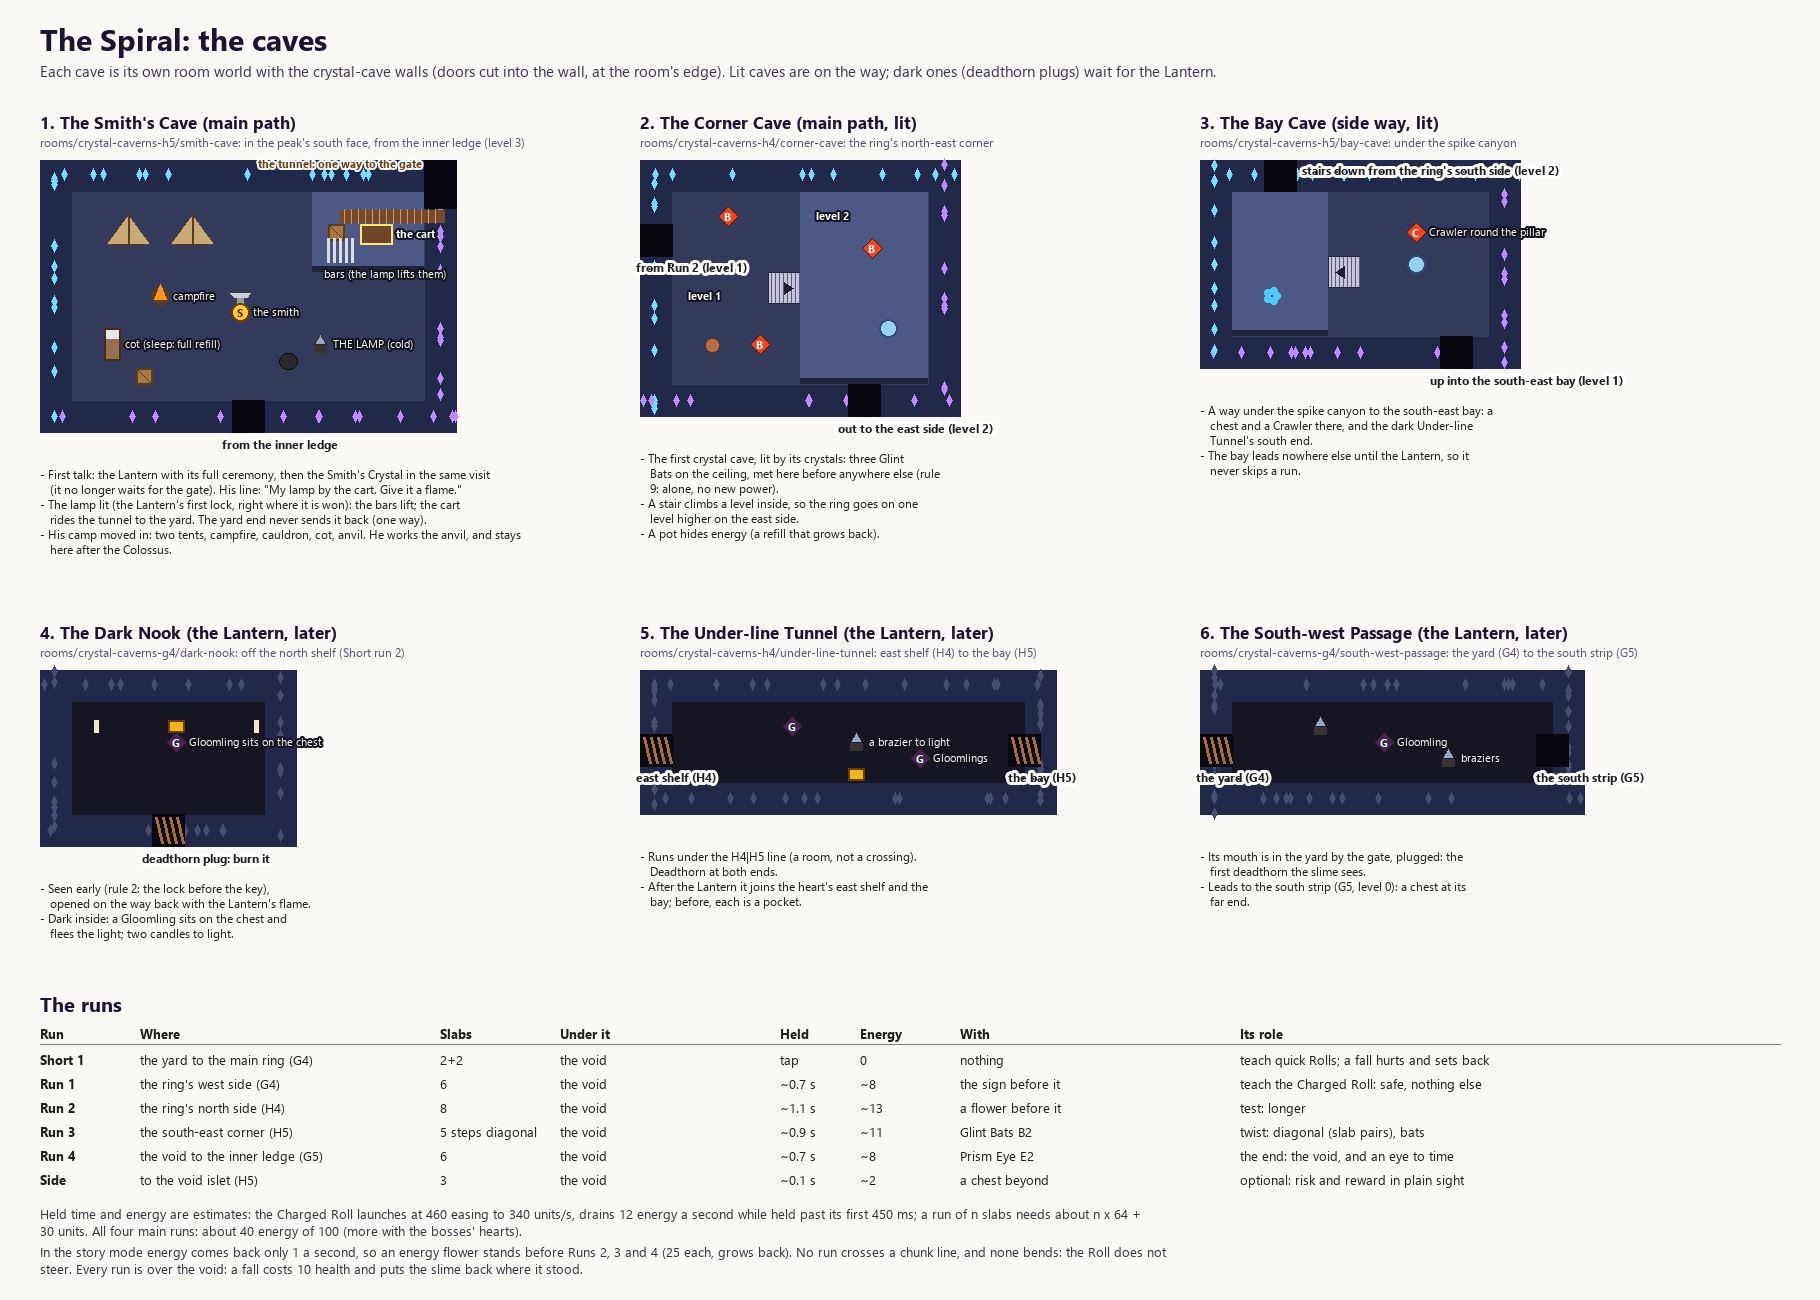 The Spiral: the caves
Each cave is its own room world with the crystal-cave walls (doors cut into the wall, at the room's edge). Lit caves are on the way; dark ones (deadthorn plugs) wait for the Lantern.
1. The Smith's Cave (main path)
rooms/crystal-caverns-h5/smith-cave: in the peak's south face, from the inner ledge (level 3)
the tunnel: one way to the gate
the cart
bars (the lamp lifts them)
campfire
S
the smith
cot (sleep: full refill)
THE LAMP (cold)
from the inner ledge
- First talk: the Lantern with its full ceremony, then the Smith's Crystal in the same visit
(it no longer waits for the gate). His line: "My lamp by the cart. Give it a flame."
- The lamp lit (the Lantern's first lock, right where it is won): the bars lift; the cart
rides the tunnel to the yard. The yard end never sends it back (one way).
- His camp moved in: two tents, campfire, cauldron, cot, anvil. He works the anvil, and stays
here after the Colossus.
2. The Corner Cave (main path, lit)
rooms/crystal-caverns-h4/corner-cave: the ring's north-east corner
B
level 2
B
from Run 2 (level 1)
level 1
B
out to the east side (level 2)
- The first crystal cave, lit by its crystals: three Glint
Bats on the ceiling, met here before anywhere else (rule
9: alone, no new power).
- A stair climbs a level inside, so the ring goes on one
level higher on the east side.
- A pot hides energy (a refill that grows back).
3. The Bay Cave (side way, lit)
rooms/crystal-caverns-h5/bay-cave: under the spike canyon
stairs down from the ring's south side (level 2)
C
Crawler round the pillar
up into the south-east bay (level 1)
- A way under the spike canyon to the south-east bay: a
chest and a Crawler there, and the dark Under-line
Tunnel's south end.
- The bay leads nowhere else until the Lantern, so it
never skips a run.
4. The Dark Nook (the Lantern, later)
rooms/crystal-caverns-g4/dark-nook: off the north shelf (Short run 2)
G
Gloomling sits on the chest
deadthorn plug: burn it
- Seen early (rule 2: the lock before the key),
opened on the way back with the Lantern's flame.
- Dark inside: a Gloomling sits on the chest and
flees the light; two candles to light.
5. The Under-line Tunnel (the Lantern, later)
rooms/crystal-caverns-h4/under-line-tunnel: east shelf (H4) to the bay (H5)
G
a brazier to light
G
Gloomlings
east shelf (H4)
the bay (H5)
- Runs under the H4|H5 line (a room, not a crossing).
Deadthorn at both ends.
- After the Lantern it joins the heart's east shelf and the
bay; before, each is a pocket.
6. The South-west Passage (the Lantern, later)
rooms/crystal-caverns-g4/south-west-passage: the yard (G4) to the south strip (G5)
G
Gloomling
braziers
the yard (G4)
the south strip (G5)
- Its mouth is in the yard by the gate, plugged: the
first deadthorn the slime sees.
- Leads to the south strip (G5, level 0): a chest at its
far end.
The runs
Run Where Slabs Under it Held Energy With Its role
Short 1 the yard to the main ring (G4) 2+2 the void tap 0 nothing teach quick Rolls; a fall hurts and sets back
Run 1 the ring's west side (G4) 6 the void ~0.7 s ~8 the sign before it teach the Charged Roll: safe, nothing else
Run 2 the ring's north side (H4) 8 the void ~1.1 s ~13 a flower before it test: longer
Run 3 the south-east corner (H5) 5 steps diagonal the void ~0.9 s ~11 Glint Bats B2 twist: diagonal (slab pairs), bats
Run 4 the void to the inner ledge (G5) 6 the void ~0.7 s ~8 Prism Eye E2 the end: the void, and an eye to time
Side to the void islet (H5) 3 the void ~0.1 s ~2 a chest beyond optional: risk and reward in plain sight
Held time and energy are estimates: the Charged Roll launches at 460 easing to 340 units/s, drains 12 energy a second while held past its first 450 ms; a run of n slabs needs about n x 64 +
30 units. All four main runs: about 40 energy of 100 (more with the bosses' hearts).
In the story mode energy comes back only 1 a second, so an energy flower stands before Runs 2, 3 and 4 (25 each, grows back). No run crosses a chunk line, and none bends: the Roll does not
steer. Every run is over the void: a fall costs 10 health and puts the slime back where it stood.